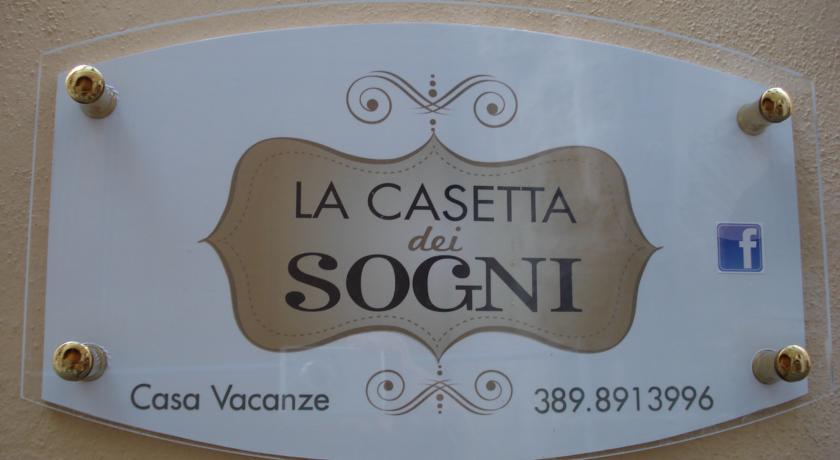 LA CASETTA
dei
SOGNI
f
Casa Vacanze
389.8913996